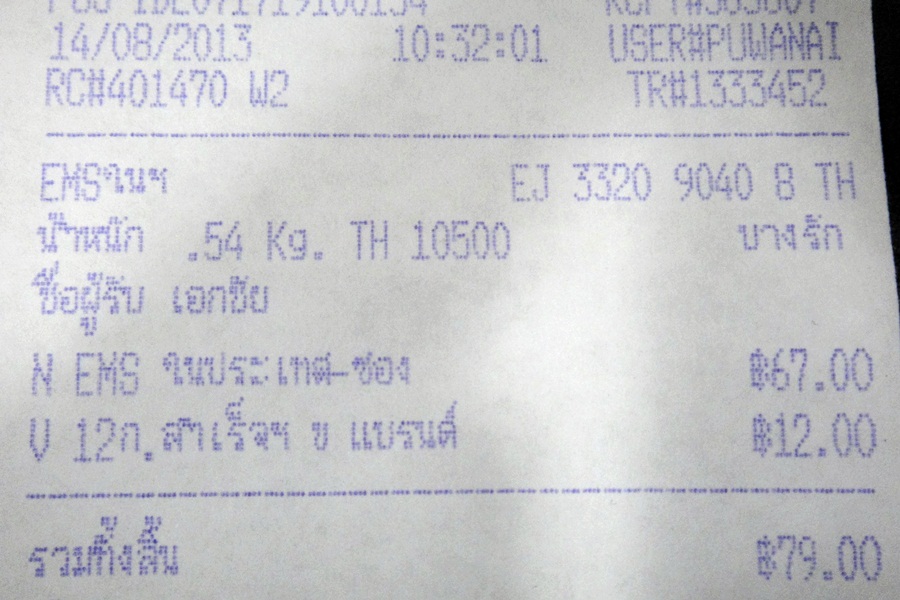 14/08/2013 10:32:01 USER#PUWANAI
RC#401470 W2 TR#1333452
EMSในฯ EJ 3320 9040 8 TH
น้ำหนัก .54 Kg. TH 10500 บางรัก
ชื่อผู้รับ เอกชัย
N EMS ในประเทศ-ซอง ฿67.00
V 12ก.สำเร็จฯ ข แบรนด์ ฿12.00
รวมทั้งสิ้น ฿79.00